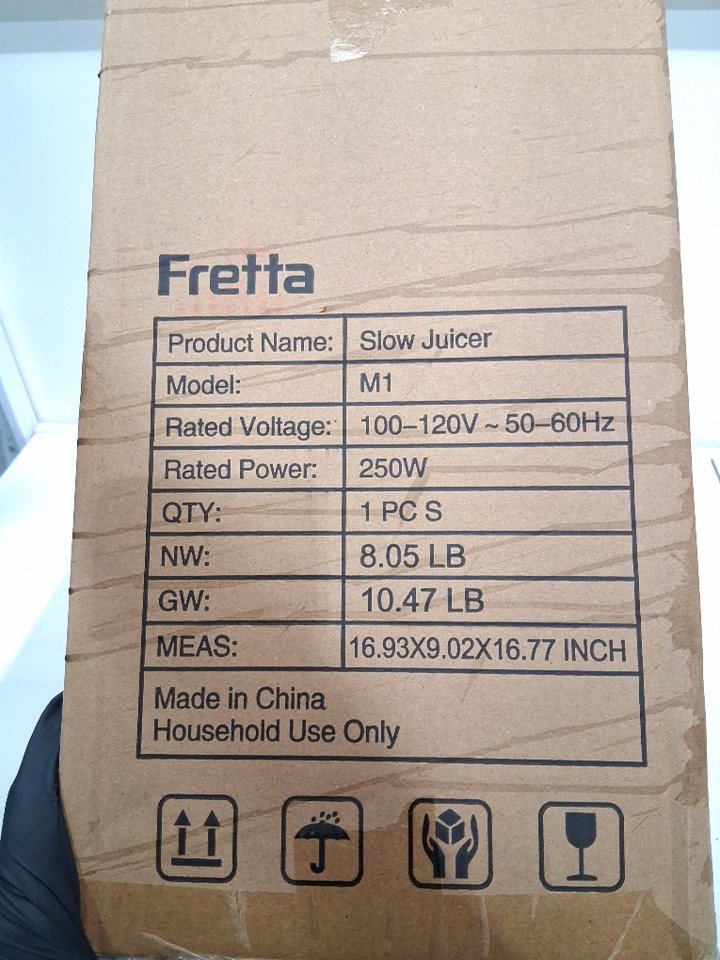 Fretta
Product Name: Slow Juicer
Model: M1
Rated Voltage: 100–120V ~ 50–60Hz
Rated Power: 250W
QTY: 1 PC S
NW: 8.05 LB
GW: 10.47 LB
MEAS: 16.93X9.02X16.77 INCH
Made in China
Household Use Only